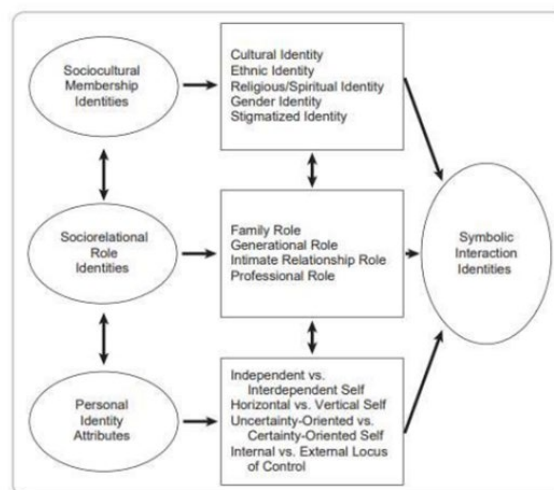 Sociocultural
Membership
Identities
Cultural Identity
Ethnic Identity
Religious/Spiritual Identity
Gender Identity
Stigmatized Identity
Sociorelational
Role
Identities
Family Role
Generational Role
Intimate Relationship Role
Professional Role
Symbolic
Interaction
Identities
Personal
Identity
Attributes
Independent vs.
Interdependent Self
Horizontal vs. Vertical Self
Uncertainty-Oriented vs.
Certainty-Oriented Self
Internal vs. External Locus
of Control